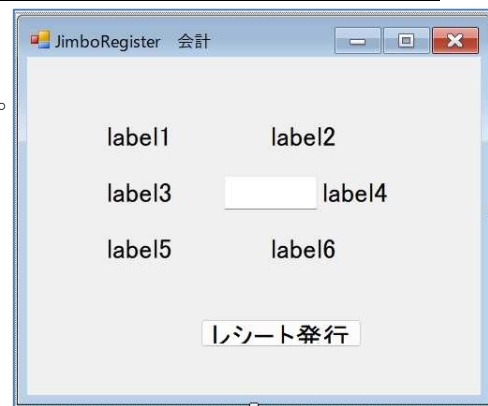 。
JimboRegister 会計
label1 label2
label3 label4
label5 label6
レシート発行